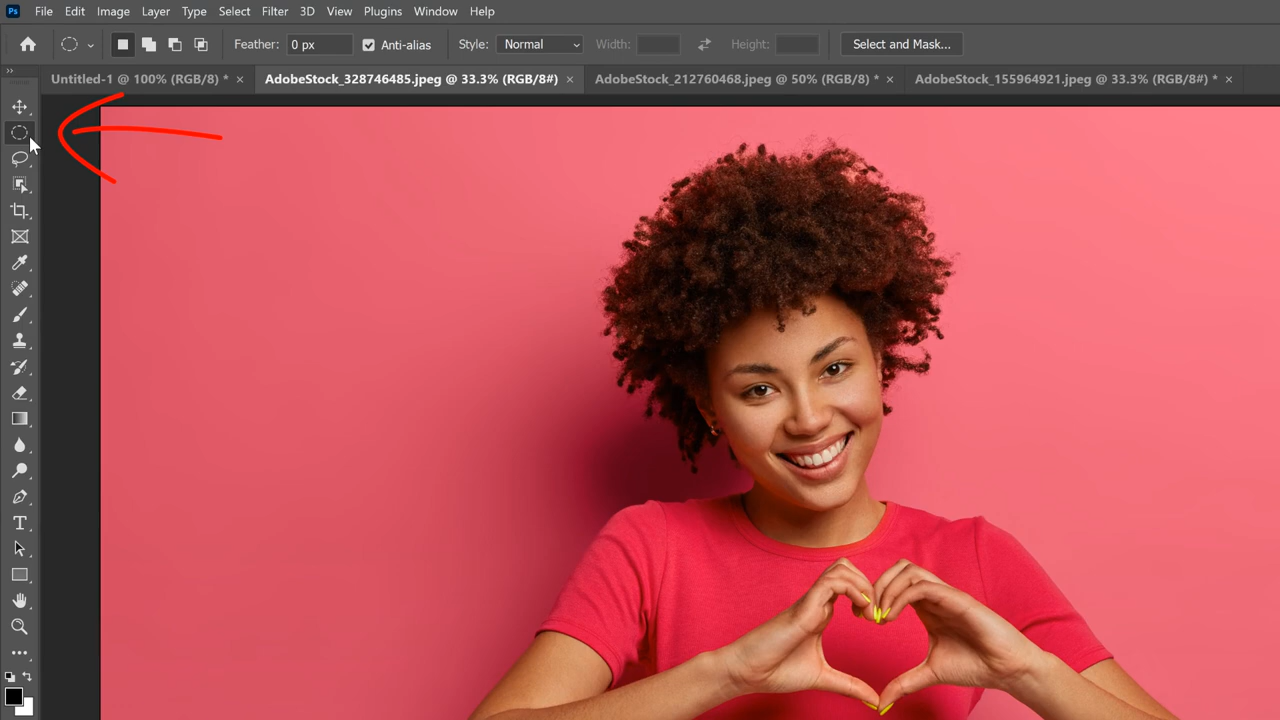 Ps File Edit Image Layer Type Select Filter 3D View Plugins Window Help
Feather: 0 px Anti-alias Style: Normal Width: Height: Select and Mask...
Untitled-1 @ 100% (RGB/8) * × AdobeStock_328746485.jpeg @ 33.3% (RGB/8#) × AdobeStock_212760468.jpeg @ 50% (RGB/8) * × AdobeStock_155964921.jpeg @ 33.3% (RGB/8#) * ×